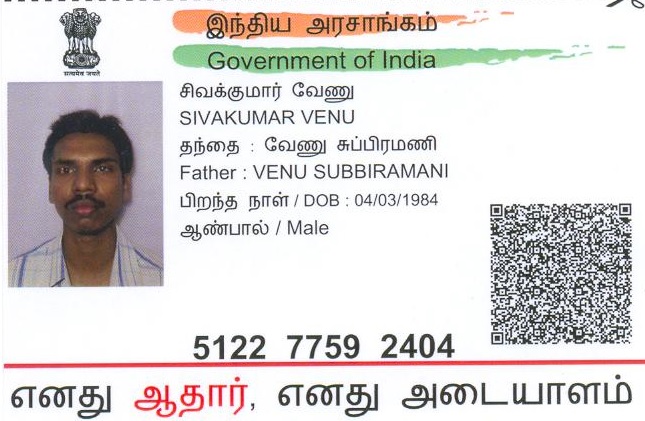 இந்திய அரசாங்கம்
Government of India
सत्यमेव जयते
சிவக்குமார் வேணு
SIVAKUMAR VENU
தந்தை : வேணு சுப்பிரமணி
Father : VENU SUBBIRAMANI
பிறந்த நாள் / DOB : 04/03/1984
ஆண்பால் / Male
5122 7759 2404
எனது ஆதார், எனது அடையாளம்